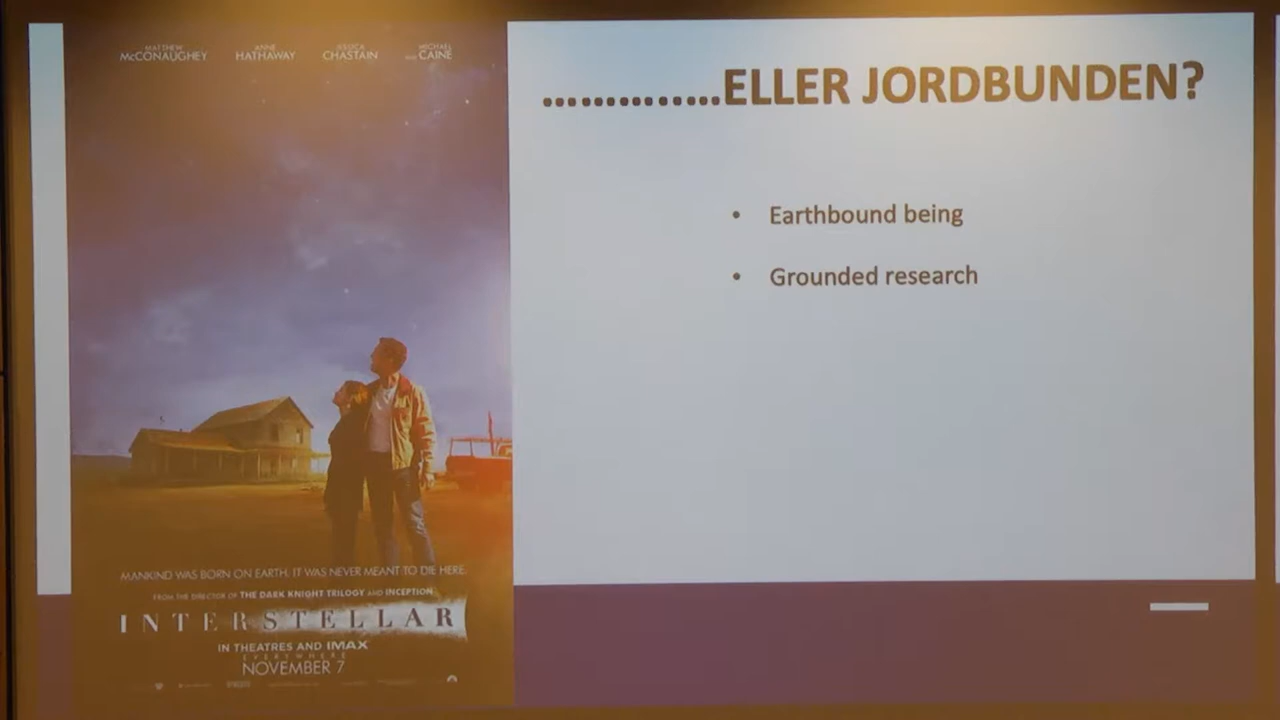 MATTHEW
McCONAUGHEY
ANNE
HATHAWAY
JESSICA
CHASTAIN
MICHAEL
AND CAINE
..............ELLER JORDBUNDEN?
• Earthbound being
• Grounded research
MANKIND WAS BORN ON EARTH. IT WAS NEVER MEANT TO DIE HERE.
FROM THE DIRECTOR OF THE DARK KNIGHT TRILOGY AND INCEPTION
INTERSTELLAR
IN THEATRES AND IMAX
EVERYWHERE
NOVEMBER 7